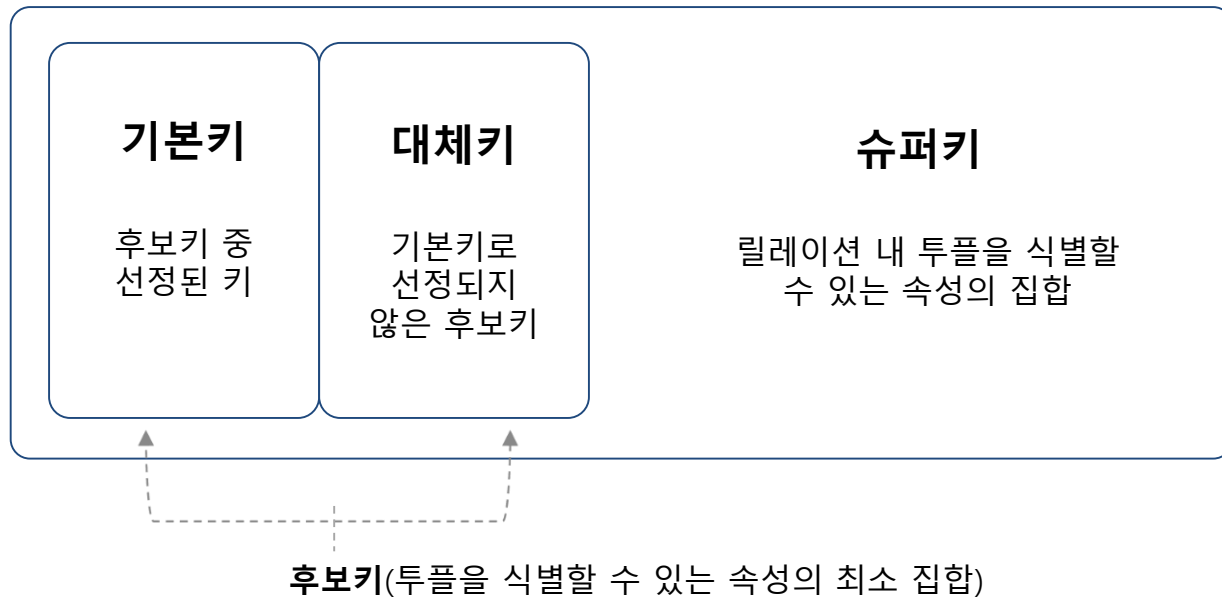 기본키
후보키 중
선정된 키
대체키
기본키로
선정되지
않은 후보키
슈퍼키
릴레이션 내 투플을 식별할
수 있는 속성의 집합
후보키(투플을 식별할 수 있는 속성의 최소 집합)